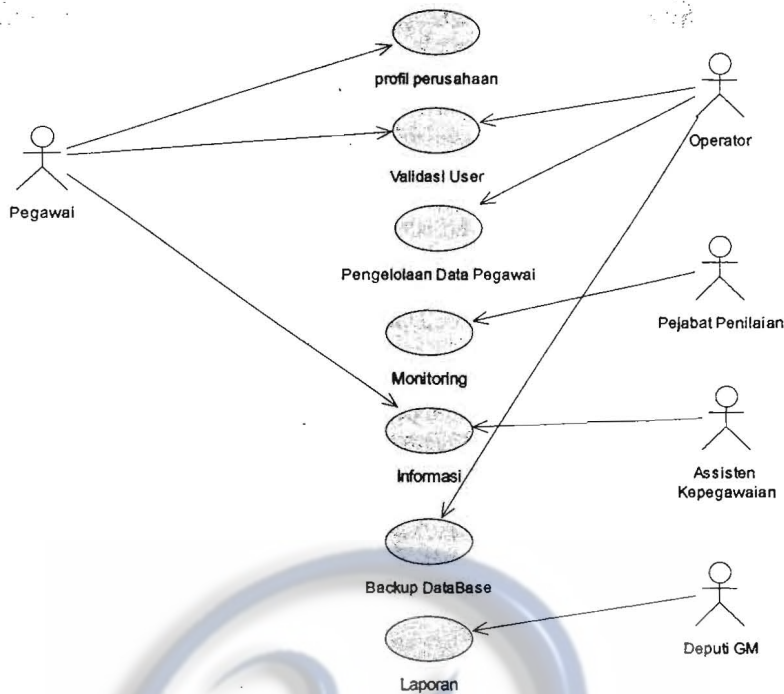 profil perusahaan
Operator
Validasi User
Pegawai
Pengelolaan Data Pegawai
Pejabat Penilaian
Monitoring
Informasi
Assisten
Kepegawaian
Backup DataBase
Deputi GM
Laporan